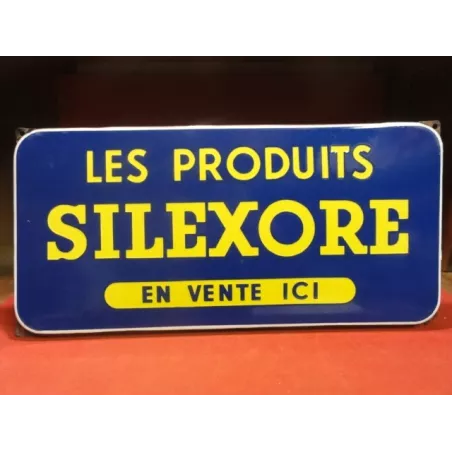 LES PRODUITS
SILEXORE
EN VENTE ICI